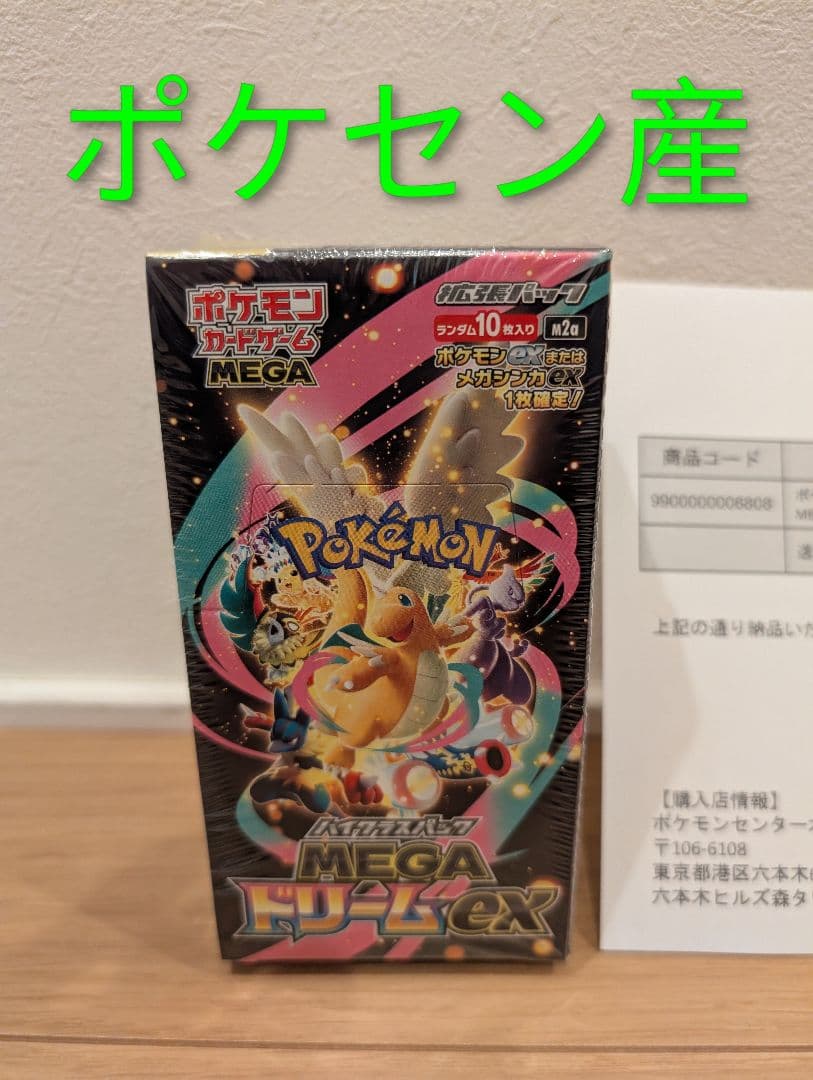 ポケセン産
ポケモン
カードゲーム
MEGA
拡張パック
ランダム10枚入り
M2a
ポケモンexまたは
メガシンカex
1枚確定!
POKéMON
ハイクラスパック
MEGA
ドリームex
商品コード
9900000006808
上記の通り納品いた
【購入店情報】
ポケモンセンターオ
〒106-6108
東京都港区六本木
六本木ヒルズ森タ